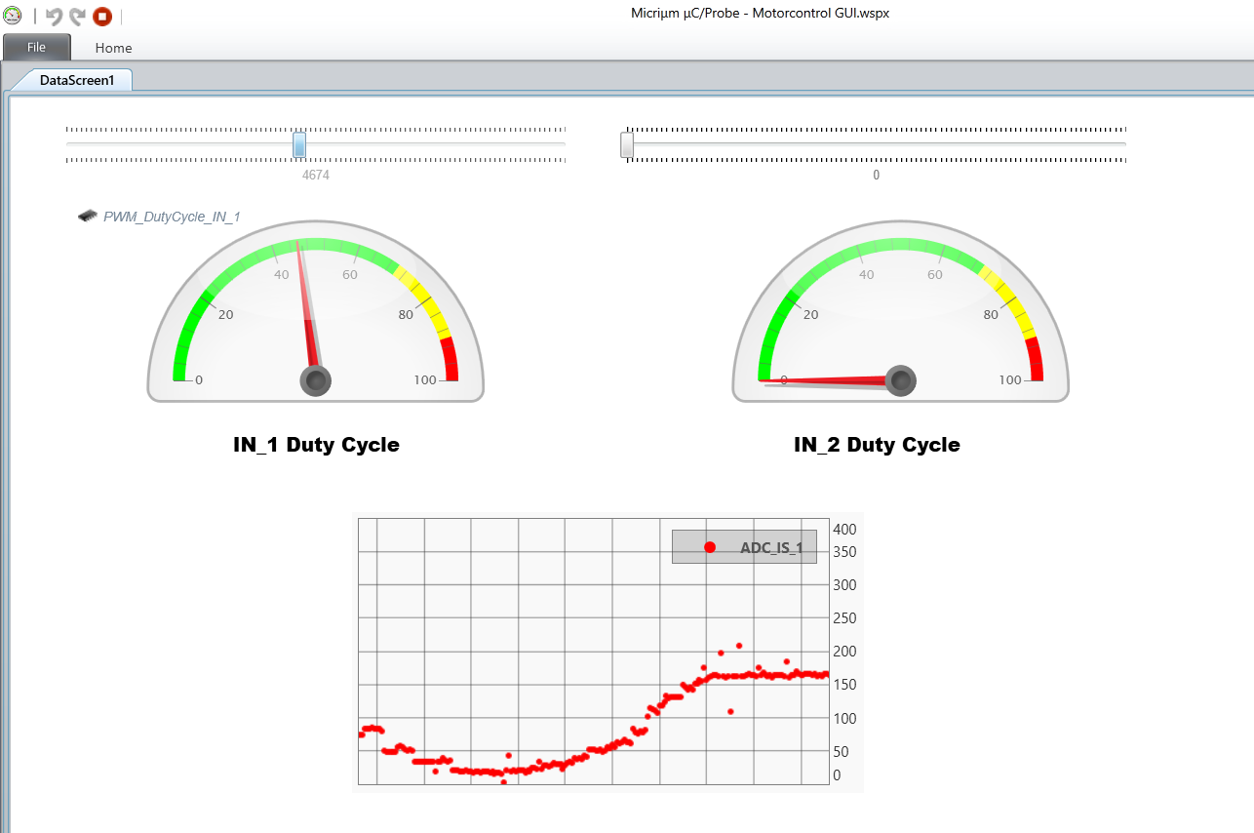 Micriµm µC/Probe - Motorcontrol GUI.wspx
File Home
DataScreen1
4674
0
PWM_DutyCycle_IN_1
0 20 40 60 80 100
0 20 40 60 80 100
IN_1 Duty Cycle
IN_2 Duty Cycle
ADC_IS_1
400
350
300
250
200
150
100
50
0